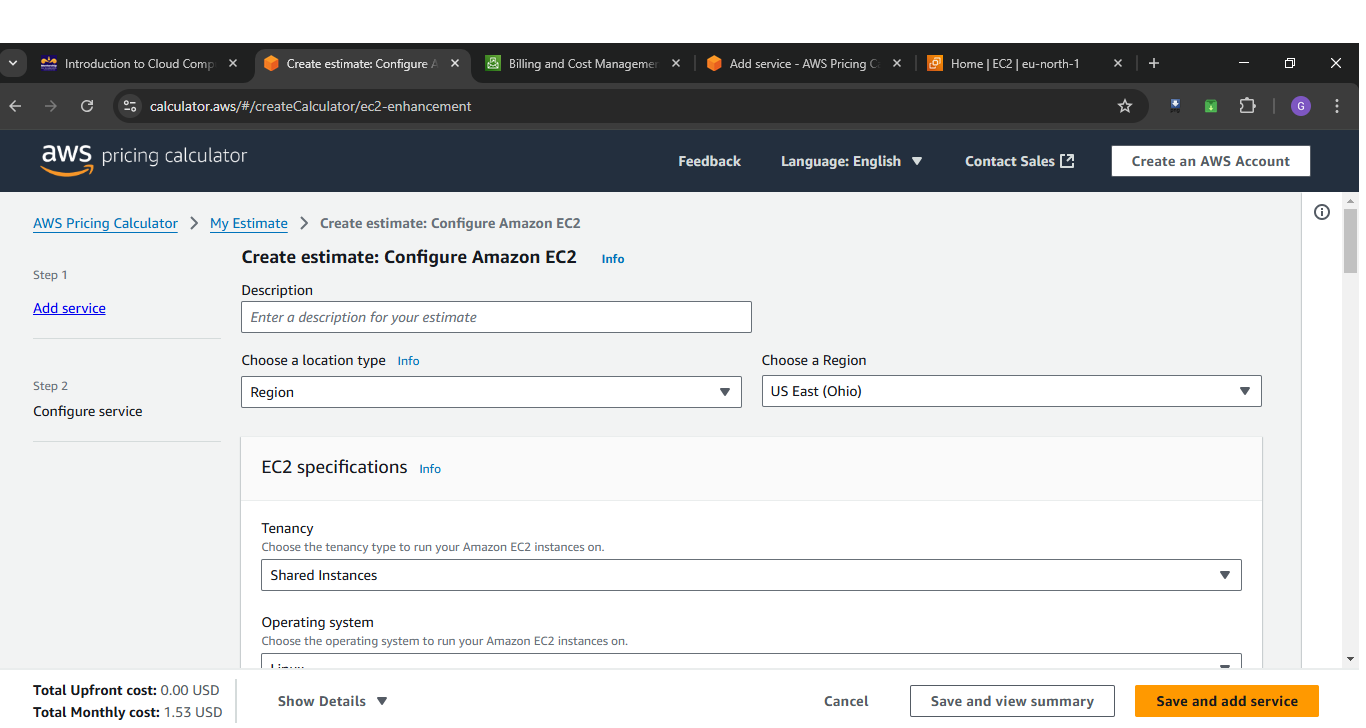 Introduction to Cloud Comp
Create estimate: Configure A
Billing and Cost Managemen
Add service - AWS Pricing C
Home | EC2 | eu-north-1
calculator.aws/#/createCalculator/ec2-enhancement
G
aws pricing calculator
Feedback
Language: English
Contact Sales
Create an AWS Account
AWS Pricing Calculator
My Estimate
Create estimate: Configure Amazon EC2
Step 1
Add service
Step 2
Configure service
Create estimate: Configure Amazon EC2 Info
Description
Enter a description for your estimate
Choose a location type Info
Region
Choose a Region
US East (Ohio)
EC2 specifications Info
Tenancy
Choose the tenancy type to run your Amazon EC2 instances on.
Shared Instances
Operating system
Choose the operating system to run your Amazon EC2 instances on.
Linux
Total Upfront cost: 0.00 USD
Total Monthly cost: 1.53 USD
Show Details
Cancel
Save and view summary
Save and add service